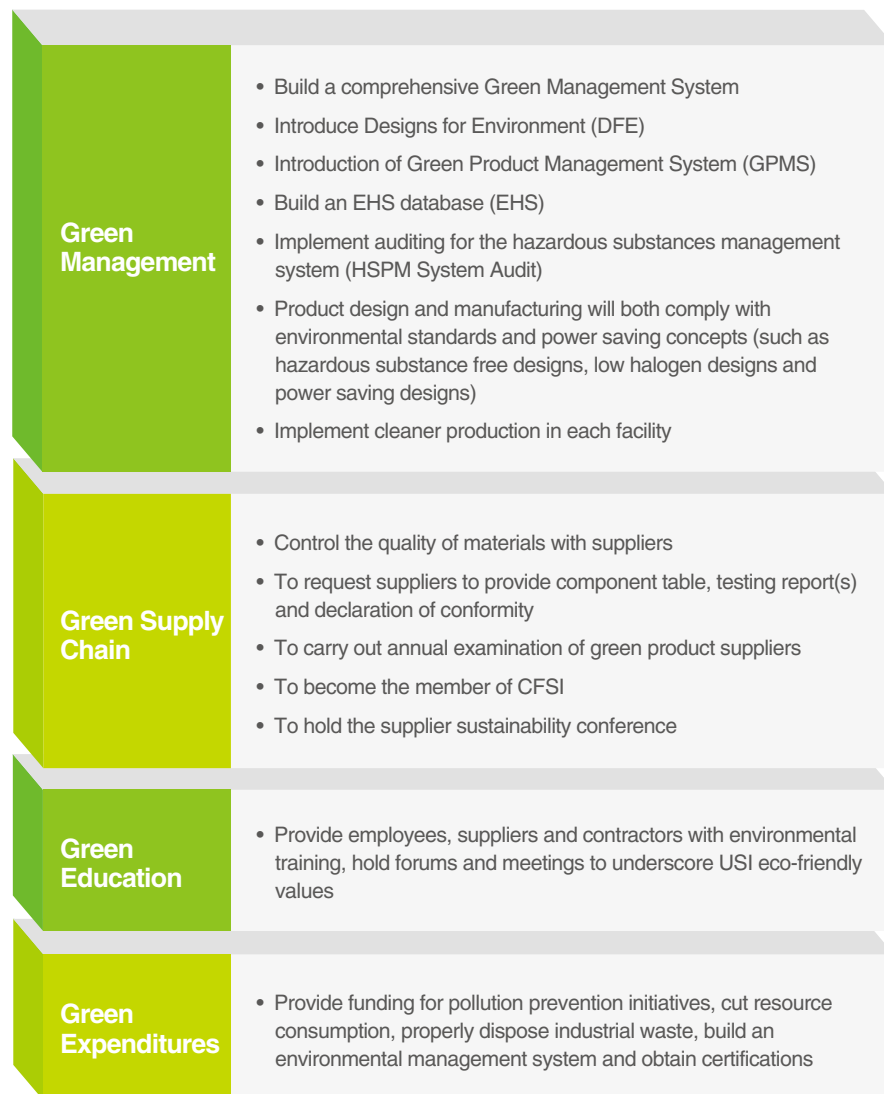 Green
Management
• Build a comprehensive Green Management System
• Introduce Designs for Environment (DFE)
• Introduction of Green Product Management System (GPMS)
• Build an EHS database (EHS)
• Implement auditing for the hazardous substances management
system (HSPM System Audit)
• Product design and manufacturing will both comply with
environmental standards and power saving concepts (such as
hazardous substance free designs, low halogen designs and
power saving designs)
• Implement cleaner production in each facility
Green Supply
Chain
• Control the quality of materials with suppliers
• To request suppliers to provide component table, testing report(s)
and declaration of conformity
• To carry out annual examination of green product suppliers
• To become the member of CFSI
• To hold the supplier sustainability conference
Green
Education
• Provide employees, suppliers and contractors with environmental
training, hold forums and meetings to underscore USI eco-friendly
values
Green
Expenditures
• Provide funding for pollution prevention initiatives, cut resource
consumption, properly dispose industrial waste, build an
environmental management system and obtain certifications